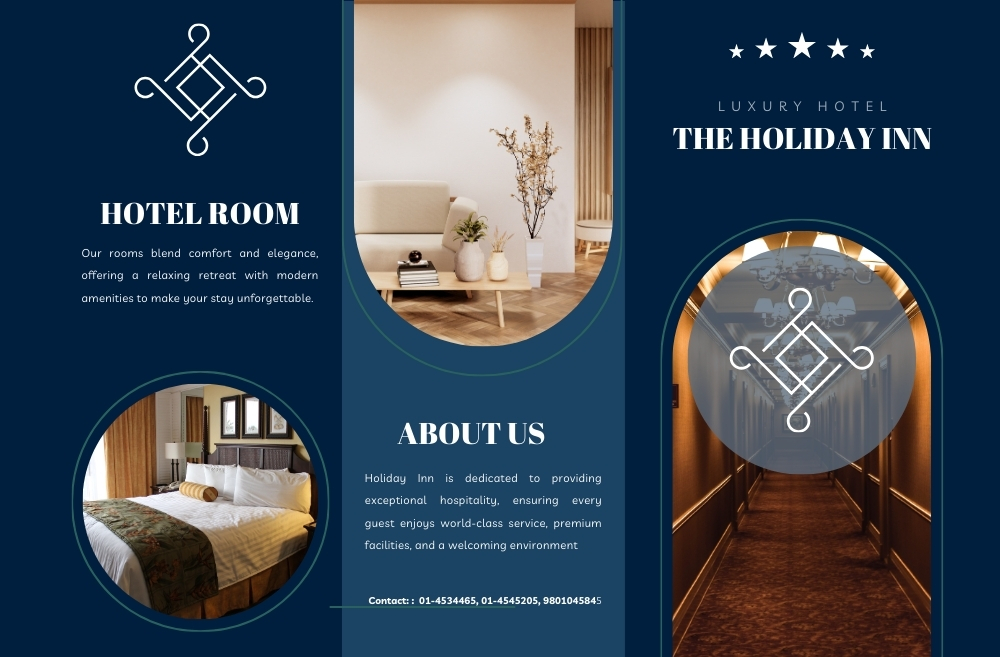 HOTEL ROOM
Our rooms blend comfort and elegance,
offering a relaxing retreat with modern
amenities to make your stay unforgettable.
ABOUT US
Holiday Inn is dedicated to providing
exceptional hospitality, ensuring every
guest enjoys world-class service, premium
facilities, and a welcoming environment
Contact: : 01-4534465, 01-4545205, 9801045845
LUXURY HOTEL
THE HOLIDAY INN